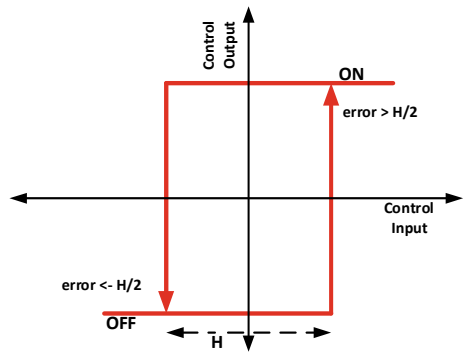 Control
Output
ON
error > H/2
Control
Input
error <- H/2
OFF
H